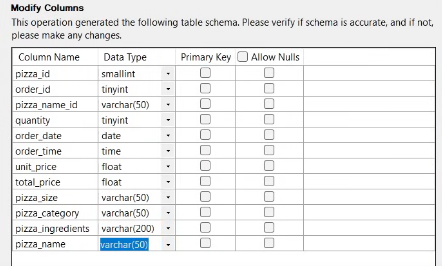 Modify Columns
This operation generated the following table schema. Please verify if schema is accurate, and if not,
please make any changes.
Column Name Data Type Primary Key Allow Nulls
pizza_id smallint
order_id tinyint
pizza_name_id varchar(50)
quantity tinyint
order_date date
order_time time
unit_price float
total_price float
pizza_size varchar(50)
pizza_category varchar(50)
pizza_ingredients varchar(200)
pizza_name varchar(50)